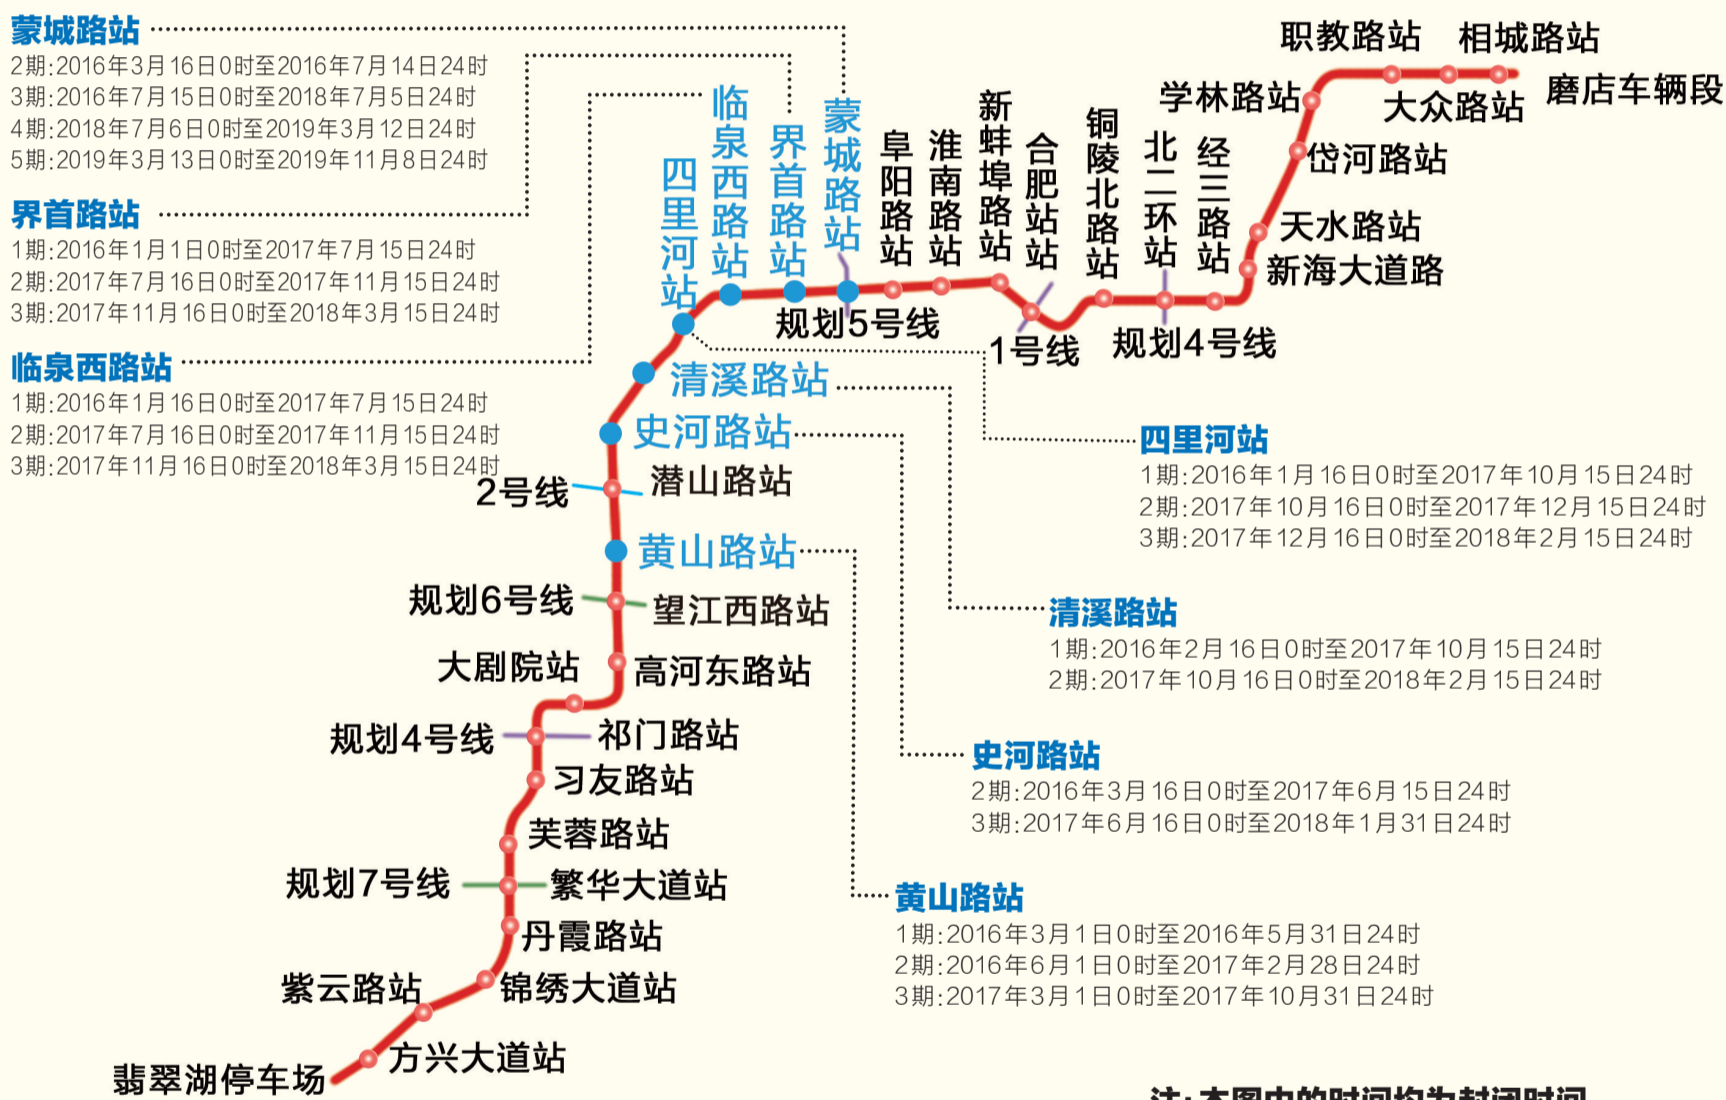 蒙城路站
2期:2016年3月16日0时至2016年7月14日24时
3期:2016年7月15日0时至2018年7月5日24时
4期:2018年7月6日0时至2019年3月12日24时
5期:2019年3月13日0时至2019年11月8日24时
界首路站
1期:2016年1月1日0时至2017年7月15日24时
2期:2017年7月16日0时至2017年11月15日24时
3期:2017年11月16日0时至2018年3月15日24时
临泉西路站
1期:2016年1月16日0时至2017年7月15日24时
2期:2017年7月16日0时至2017年11月15日24时
3期:2017年11月16日0时至2018年3月15日24时
四里河站
临泉西路站
界首路站
蒙城路站
阜阳路站
淮南路站
新蚌埠路站
合肥站站
铜陵北路站
北二环站
经三路站
职教路站
相城路站
学林路站
大众路站
磨店车辆段
岱河路站
天水路站
新海大道路
规划5号线
1号线
规划4号线
清溪路站
史河路站
2号线
潜山路站
黄山路站
规划6号线
望江西路站
大剧院站
高河东路站
规划4号线
祁门路站
习友路站
芙蓉路站
规划7号线
繁华大道站
丹霞路站
紫云路站
锦绣大道站
方兴大道站
翡翠湖停车场
四里河站
1期:2016年1月16日0时至2017年10月15日24时
2期:2017年10月16日0时至2017年12月15日24时
3期:2017年12月16日0时至2018年2月15日24时
清溪路站
1期:2016年2月16日0时至2017年10月15日24时
2期:2017年10月16日0时至2018年2月15日24时
史河路站
2期:2016年3月16日0时至2017年6月15日24时
3期:2017年6月16日0时至2018年1月31日24时
黄山路站
1期:2016年3月1日0时至2016年5月31日24时
2期:2016年6月1日0时至2017年2月28日24时
3期:2017年3月1日0时至2017年10月31日24时
注:本图中的时间均为封闭时间